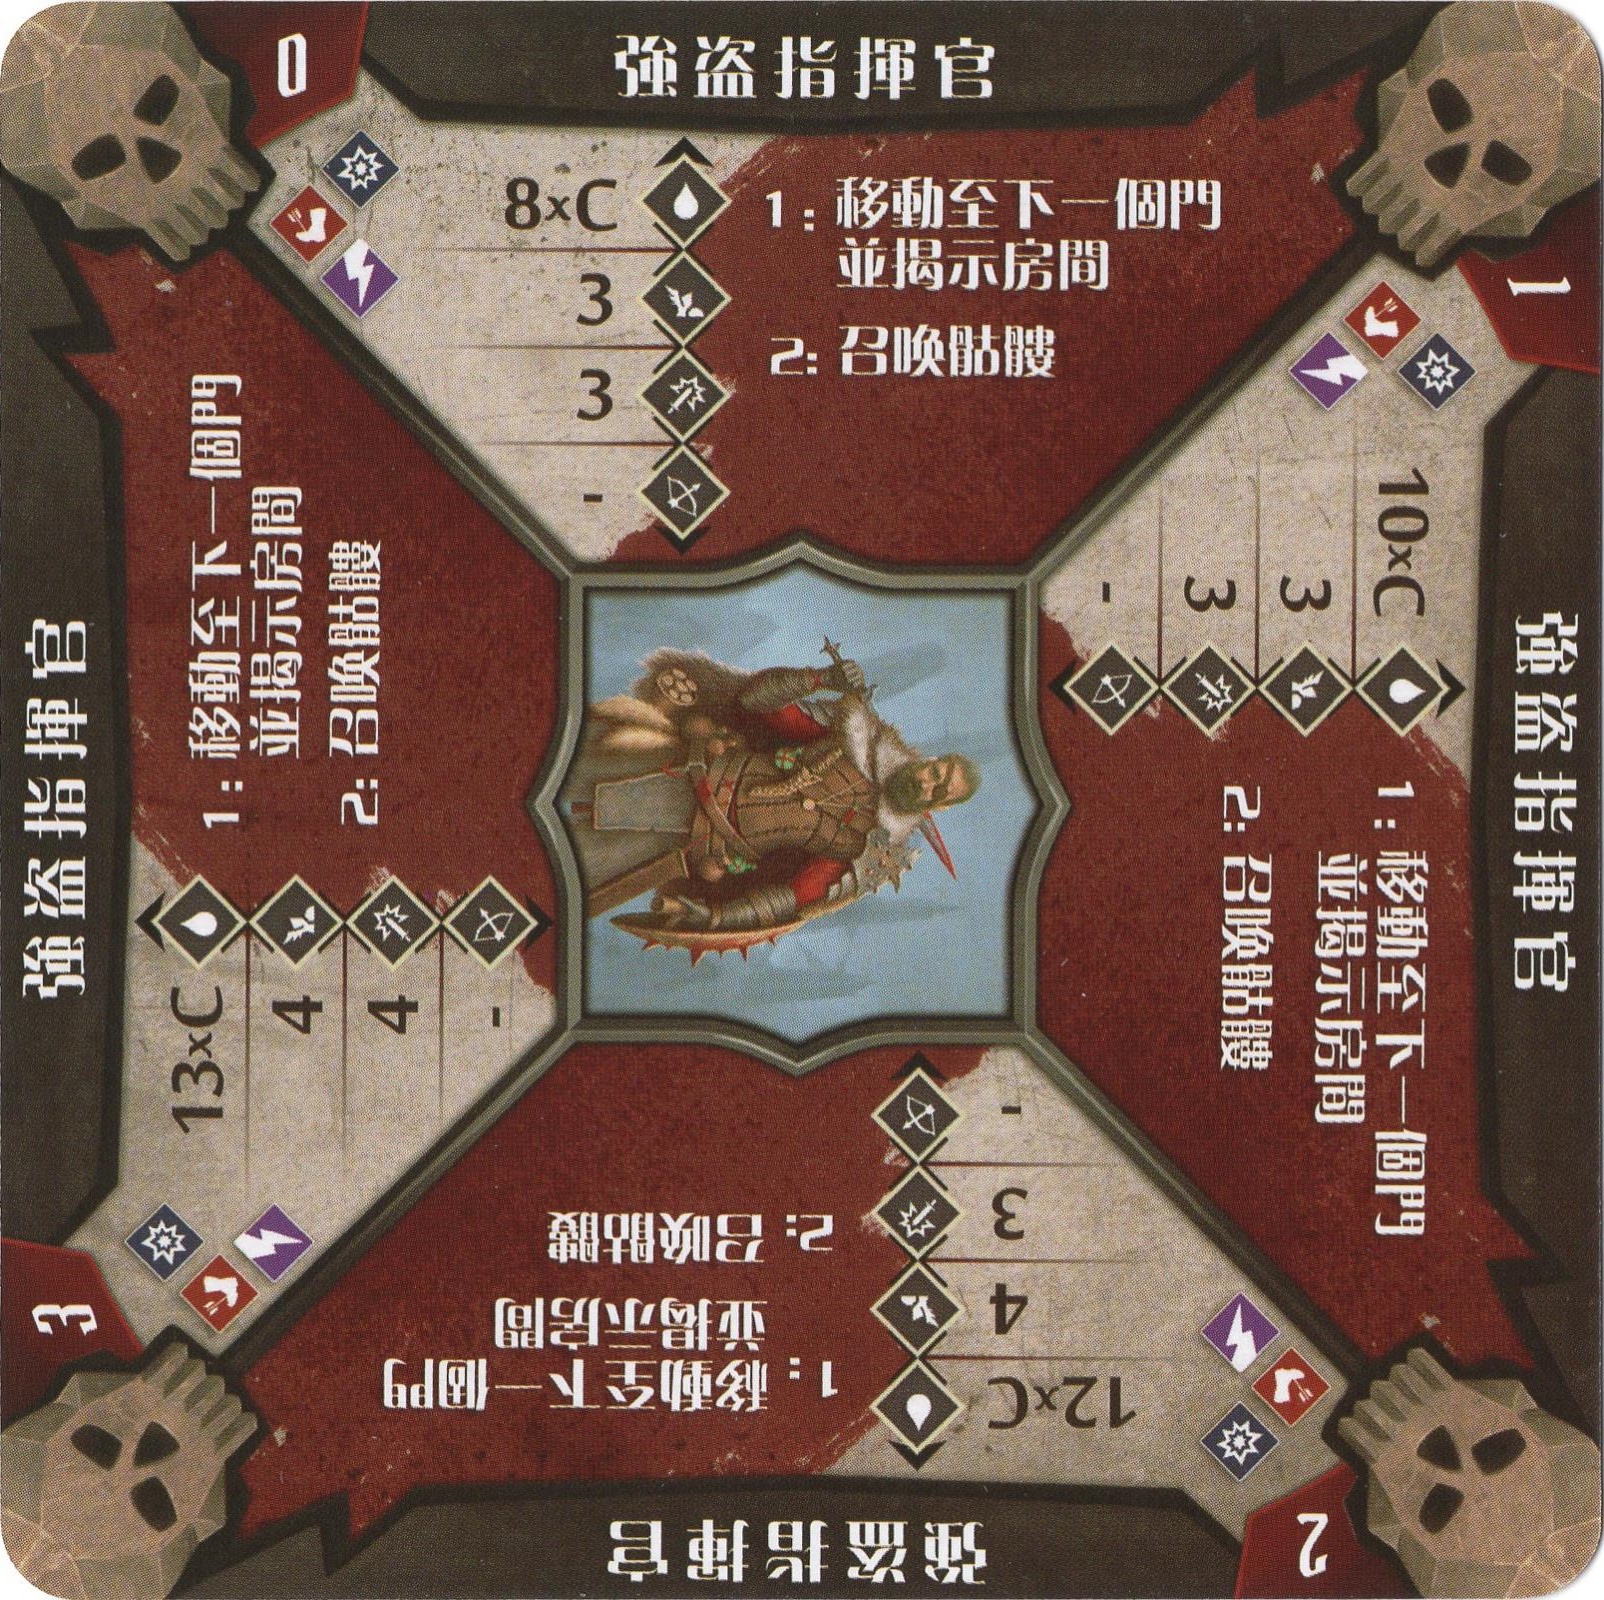 0
強盜指揮官
8xC
3
3
-
1: 移動至下一個門
並揭示房間
2: 召喚骷髏
1
強盜指揮官
10xC
3
3
-
1: 移動至下一個門
並揭示房間
2: 召喚骷髏
2
強盜指揮官
12xC
4
3
-
1: 移動至下一個門
並揭示房間
2: 召喚骷髏
3
強盜指揮官
13xC
4
4
-
1: 移動至下一個門
並揭示房間
2: 召喚骷髏